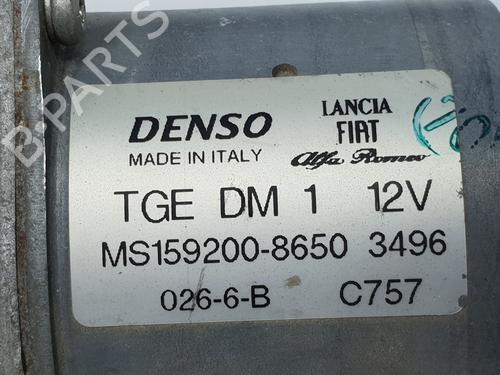 DENSO
MADE IN ITALY
LANCIA
FIAT
Alfa Romeo
TGE DM 1 12V
MS159200-8650 3496
026-6-B C757
B-PARTS